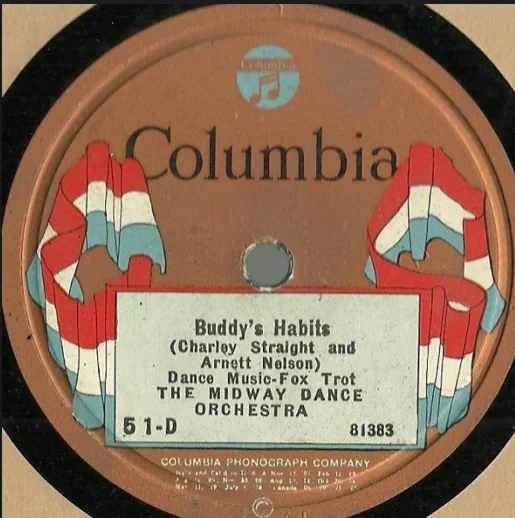 Columbia
Columbia
Buddy's Habits
(Charley Straight and
Arnett Nelson)
Dance Music-Fox Trot
THE MIDWAY DANCE
ORCHESTRA
51-D 81383
COLUMBIA PHONOGRAPH COMPANY
©